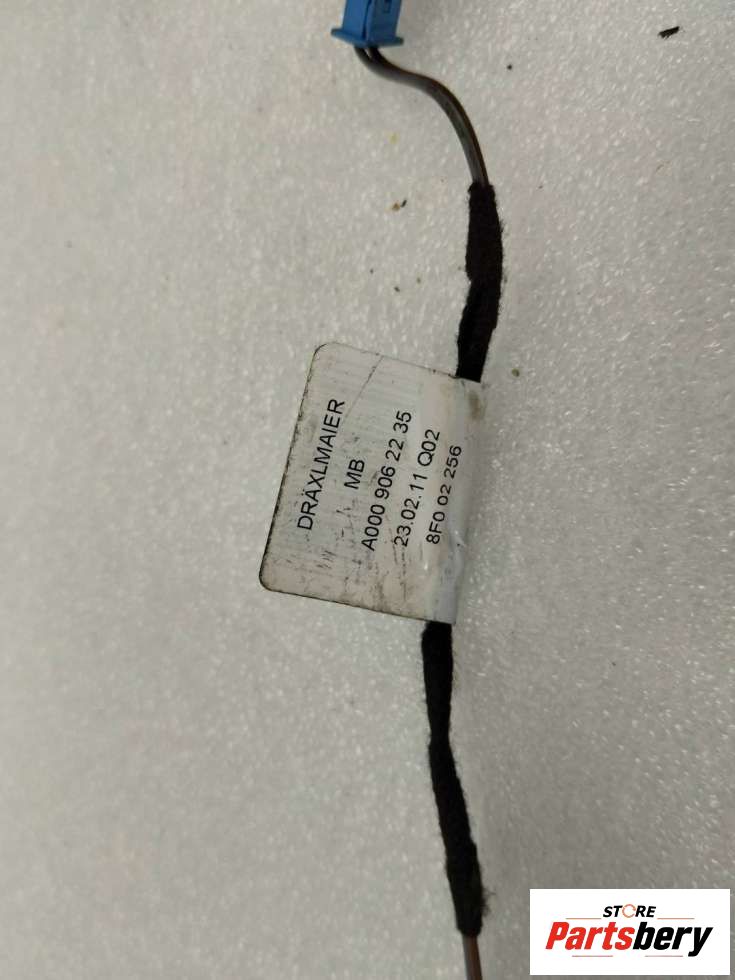 DRÄXLMAIER
MB
A000 906 22 35
23.02.11 Q02
8F0 02 256
STORE
Partsbery